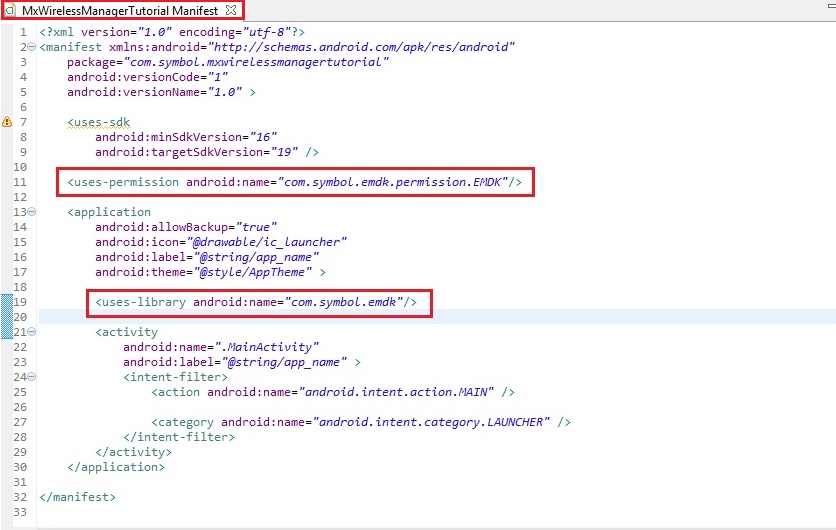 MxWirelessManagerTutorial Manifest
1 <?xml version="1.0" encoding="utf-8"?>
2 <manifest xmlns:android="http://schemas.android.com/apk/res/android"
3     package="com.symbol.mxwirelessmanagertutorial"
4     android:versionCode="1"
5     android:versionName="1.0" >
6
7     <uses-sdk
8         android:minSdkVersion="16"
9         android:targetSdkVersion="19" />
10
11     <uses-permission android:name="com.symbol.emdk.permission.EMDK"/>
12
13     <application
14         android:allowBackup="true"
15         android:icon="@drawable/ic_launcher"
16         android:label="@string/app_name"
17         android:theme="@style/AppTheme" >
18
19         <uses-library android:name="com.symbol.emdk"/>
20
21         <activity
22             android:name=".MainActivity"
23             android:label="@string/app_name" >
24             <intent-filter>
25                 <action android:name="android.intent.action.MAIN" />
26
27                 <category android:name="android.intent.category.LAUNCHER" />
28             </intent-filter>
29         </activity>
30     </application>
31
32 </manifest>
33